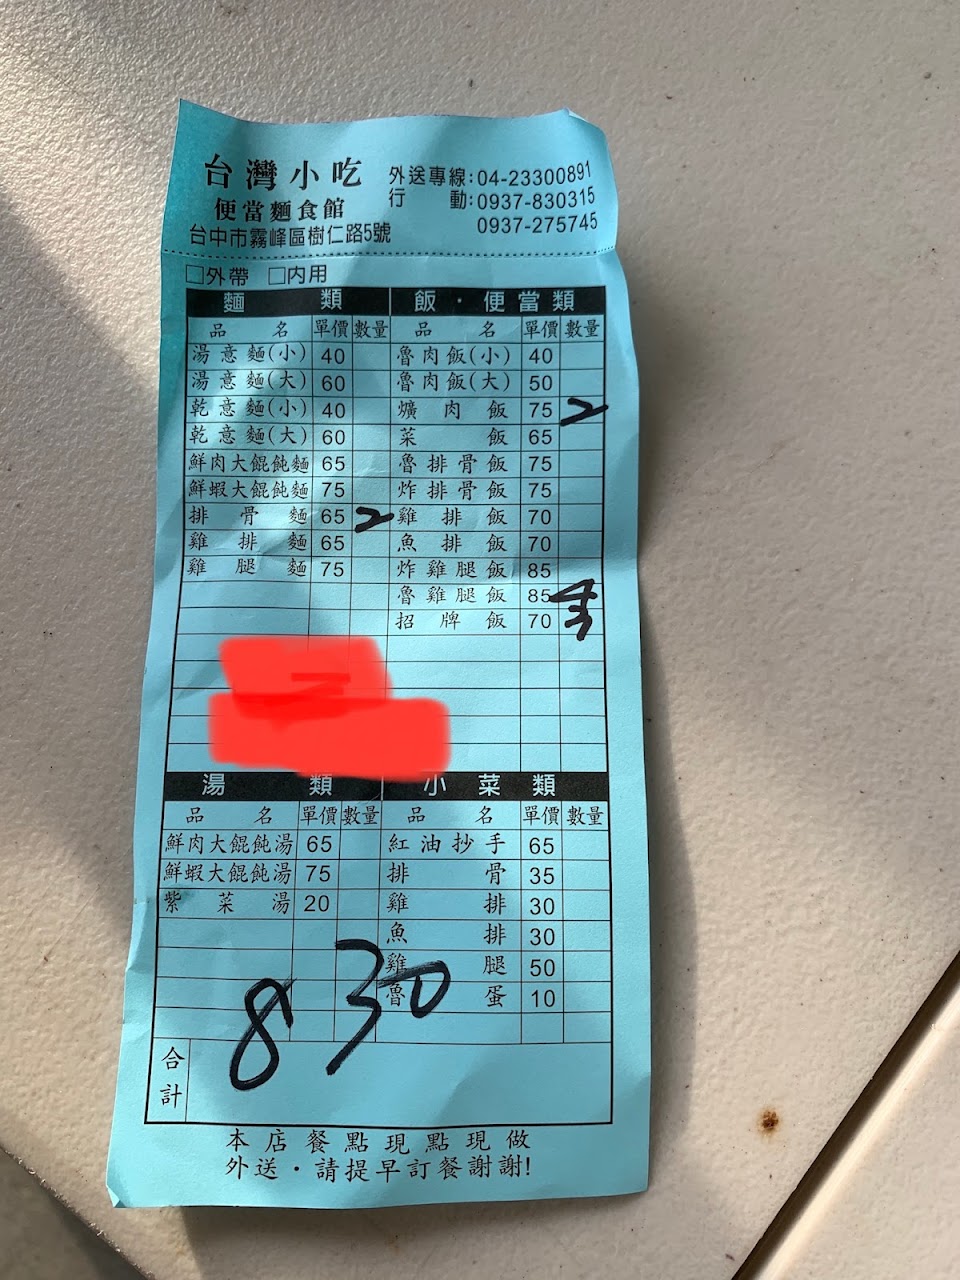 台灣小吃
便當麵食館
台中市霧峰區樹仁路5號
外送專線:04-23300891
行 動:0937-830315
0937-275745
□外帶 □内用
麵 類 飯・便當類
品 名 單價 數量 品 名 單價 數量
湯意麵(小) 40 魯肉飯(小) 40
湯意麵(大) 60 魯肉飯(大) 50
乾意麵(小) 40 爌肉飯 75 2
乾意麵(大) 60 菜飯 65
鮮肉大餛飩麵 65 魯排骨飯 75
鮮蝦大餛飩麵 75 炸排骨飯 75
排骨麵 65 2 雞排飯 70
雞排麵 65 魚排飯 70
雞腿麵 75 炸雞腿飯 85
魯雞腿飯 85
招牌飯 70
湯 類 小菜類
品 名 單價 數量 品 名 單價 數量
鮮肉大餛飩湯 65 紅油抄手 65
鮮蝦大餛飩湯 75 排骨 35
紫菜湯 20 雞排 30
魚排 30
雞腿 50
魯蛋 10
830
合計
本店餐點現點現做
外送・請提早訂餐謝謝!